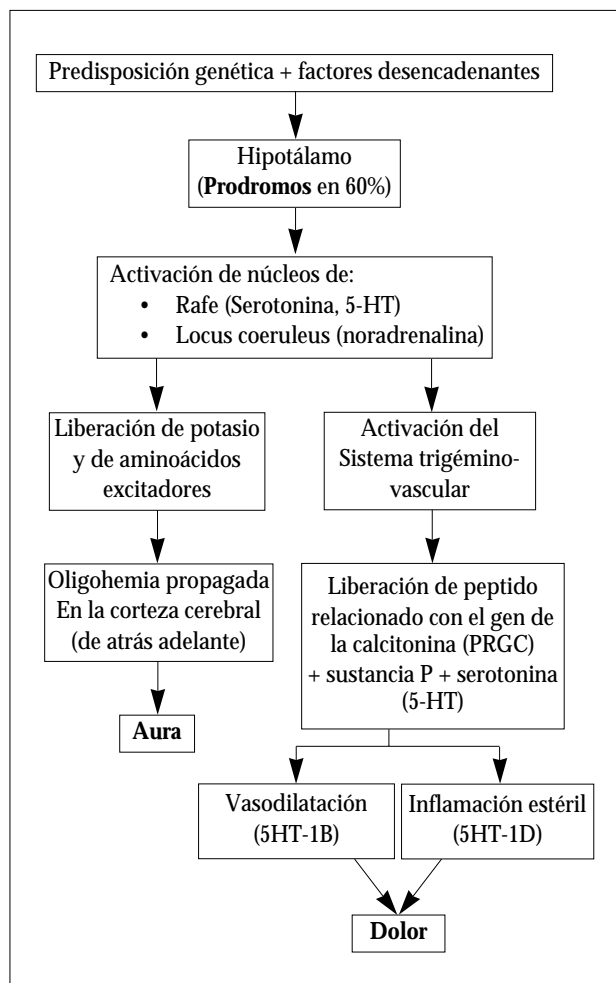 Predisposición genética + factores desencadenantes
Hipotálamo
(Prodromos en 60%)
Activación de núcleos de:
• Rafe (Serotonina, 5-HT)
• Locus coeruleus (noradrenalina)
Liberación de potasio
y de aminoácidos
excitadores
Oligohemia propagada
En la corteza cerebral
(de atrás adelante)
Aura
Activación del
Sistema trigémino-
vascular
Liberación de peptido
relacionado con el gen de
la calcitonina (PRGC)
+ sustancia P + serotonina
(5-HT)
Vasodilatación
(5HT-1B)
Inflamación estéril
(5HT-1D)
Dolor